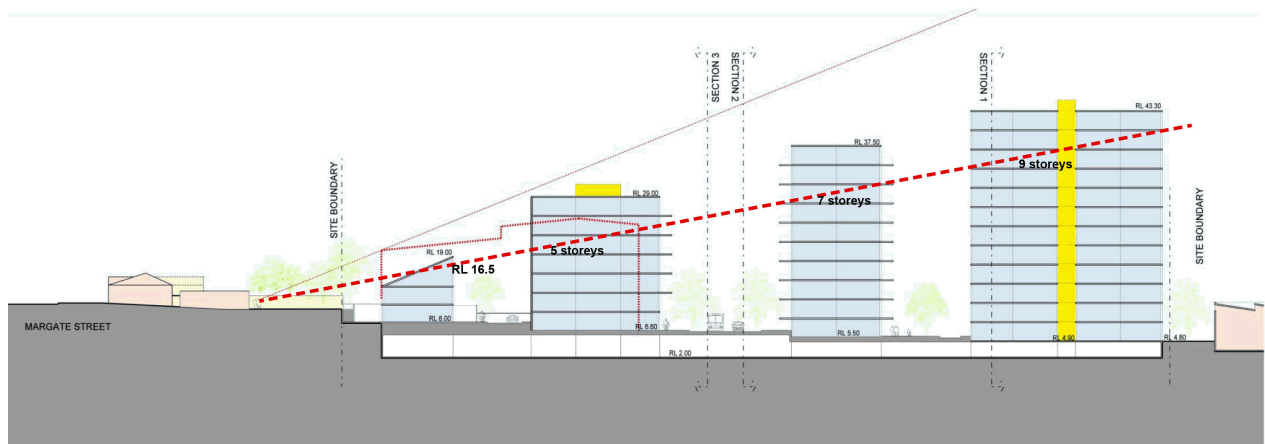 SITE BOUNDARY
SECTION 3
SECTION 2
SECTION 1
SITE BOUNDARY
RL 43.30
RL 37.50
9 storeys
RL 29.00
7 storeys
RL 19.00
5 storeys
RL 16.5
MARGATE STREET
RL 8.00
RL 6.60
RL 5.50
RL 4.90
RL 4.80
RL 2.00